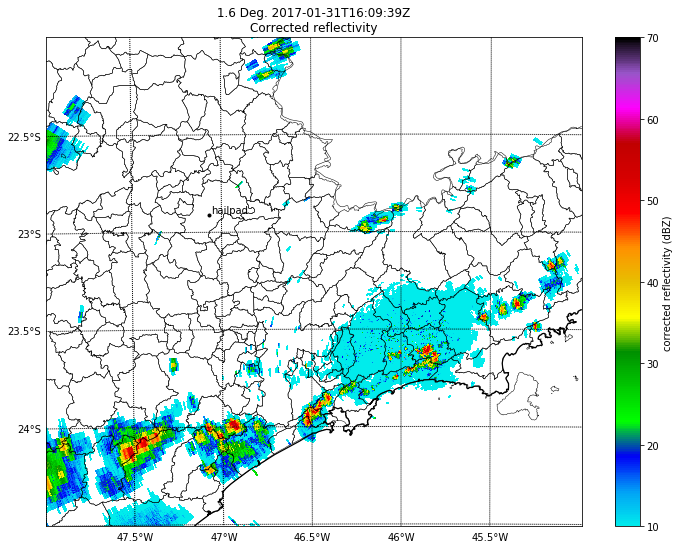 1.6 Deg. 2017-01-31T16:09:39Z
Corrected reflectivity
70
60
50
40
30
20
10
corrected reflectivity (dBZ)
22.5°S
23°S
23.5°S
24°S
hailpad
47.5°W
47°W
46.5°W
46°W
45.5°W